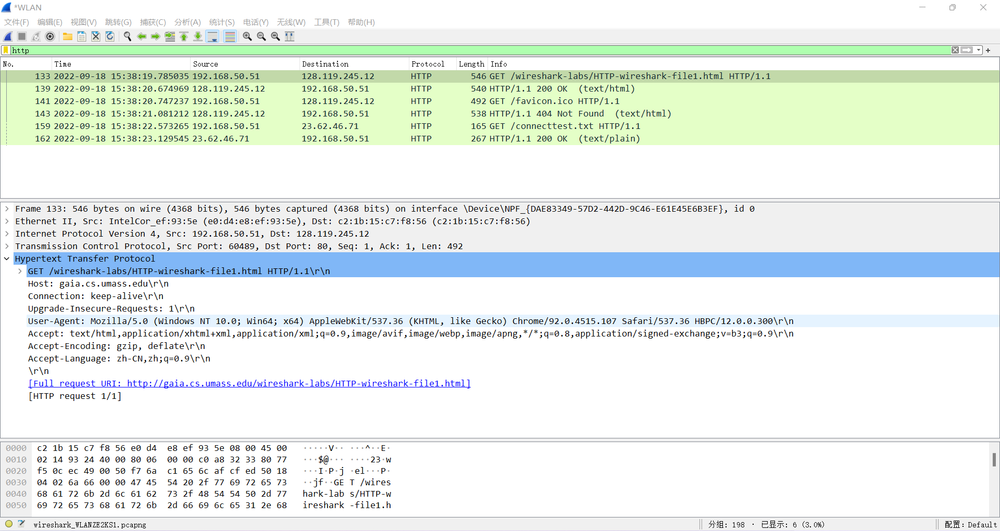 *WLAN
文件(F) 编辑(E) 视图(V) 跳转(G) 捕获(C) 分析(A) 统计(S) 电话(Y) 无线(W) 工具(T) 帮助(H)
http
No. Time Source Destination Protocol Length Info
133 2022-09-18 15:38:19.785035 192.168.50.51 128.119.245.12 HTTP 546 GET /wireshark-labs/HTTP-wireshark-file1.html HTTP/1.1
139 2022-09-18 15:38:20.674969 128.119.245.12 192.168.50.51 HTTP 540 HTTP/1.1 200 OK  (text/html)
141 2022-09-18 15:38:20.747237 192.168.50.51 128.119.245.12 HTTP 492 GET /favicon.ico HTTP/1.1
143 2022-09-18 15:38:21.081212 128.119.245.12 192.168.50.51 HTTP 538 HTTP/1.1 404 Not Found  (text/html)
159 2022-09-18 15:38:22.573265 192.168.50.51 23.62.46.71 HTTP 165 GET /connecttest.txt HTTP/1.1
162 2022-09-18 15:38:23.129545 23.62.46.71 192.168.50.51 HTTP 267 HTTP/1.1 200 OK  (text/plain)
Frame 133: 546 bytes on wire (4368 bits), 546 bytes captured (4368 bits) on interface \Device\NPF_{DAE83349-57D2-442D-9C46-E61E45E6B3EF}, id 0
Ethernet II, Src: IntelCor_ef:93:5e (e0:d4:e8:ef:93:5e), Dst: c2:1b:15:c7:f8:56 (c2:1b:15:c7:f8:56)
Internet Protocol Version 4, Src: 192.168.50.51, Dst: 128.119.245.12
Transmission Control Protocol, Src Port: 60489, Dst Port: 80, Seq: 1, Ack: 1, Len: 492
Hypertext Transfer Protocol
GET /wireshark-labs/HTTP-wireshark-file1.html HTTP/1.1\r\n
Host: gaia.cs.umass.edu\r\n
Connection: keep-alive\r\n
Upgrade-Insecure-Requests: 1\r\n
User-Agent: Mozilla/5.0 (Windows NT 10.0; Win64; x64) AppleWebKit/537.36 (KHTML, like Gecko) Chrome/92.0.4515.107 Safari/537.36 HBPC/12.0.0.300\r\n
Accept: text/html,application/xhtml+xml,application/xml;q=0.9,image/avif,image/webp,image/apng,*/*;q=0.8,application/signed-exchange;v=b3;q=0.9\r\n
Accept-Encoding: gzip, deflate\r\n
Accept-Language: zh-CN,zh;q=0.9\r\n
\r\n
[Full request URI: http://gaia.cs.umass.edu/wireshark-labs/HTTP-wireshark-file1.html]
[HTTP request 1/1]
0000 c2 1b 15 c7 f8 56 e0 d4 e8 ef 93 5e 08 00 45 00 ·····V·· ···^··E·
0010 02 14 93 24 40 00 80 06 00 00 c0 a8 32 33 80 77 ···$@··· ····23·w
0020 f5 0c ec 49 00 50 f7 6a c1 65 6c af cf ed 50 18 ···I·P·j ·el···P·
0030 04 02 6a 66 00 00 47 45 54 20 2f 77 69 72 65 73 ··jf··GE T /wires
0040 68 61 72 6b 2d 6c 61 62 73 2f 48 54 54 50 2d 77 hark-lab s/HTTP-w
0050 69 72 65 73 68 61 72 6b 2d 66 69 6c 65 31 2e 68 ireshark -file1.h
wireshark_WLANZE2KS1.pcapng 分组: 198 · 已显示: 6 (3.0%) 配置: Default